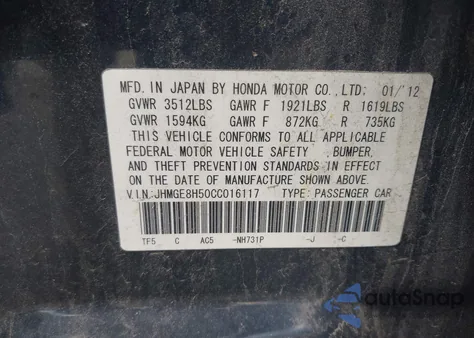 MFD. IN JAPAN BY HONDA MOTOR CO., LTD. 01/'12
GVWR 3512LBS GAWR F 1921LBS R 1619LBS
GVWR 1594KG GAWR F 872KG R 735KG
THIS VEHICLE CONFORMS TO ALL APPLICABLE
FEDERAL MOTOR VEHICLE SAFETY , BUMPER,
AND THEFT PREVENTION STANDARDS IN EFFECT
ON THE DATE OF MANUFACTURE SHOWN ABOVE.
V.I.N:JHMGE8H50CC016117 TYPE: PASSENGER CAR
TF5 C AC5 -NH731P -J -C
autoSnap